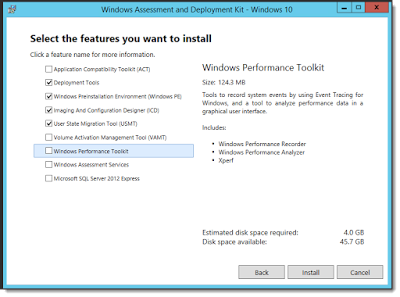 Windows Assessment and Deployment Kit - Windows 10
Select the features you want to install
Click a feature name for more information.
Application Compatibility Toolkit (ACT)
Deployment Tools
Windows Preinstallation Environment (Windows PE)
Imaging And Configuration Designer (ICD)
User State Migration Tool (USMT)
Volume Activation Management Tool (VAMT)
Windows Performance Toolkit
Windows Assessment Services
Microsoft SQL Server 2012 Express
Windows Performance Toolkit
Size: 124.3 MB
Tools to record system events by using Event Tracing for
Windows, and a tool to analyze performance data in a
graphical user interface.
Includes:
• Windows Performance Recorder
• Windows Performance Analyzer
• Xperf
Estimated disk space required: 4.0 GB
Disk space available: 45.7 GB
Back Install Cancel